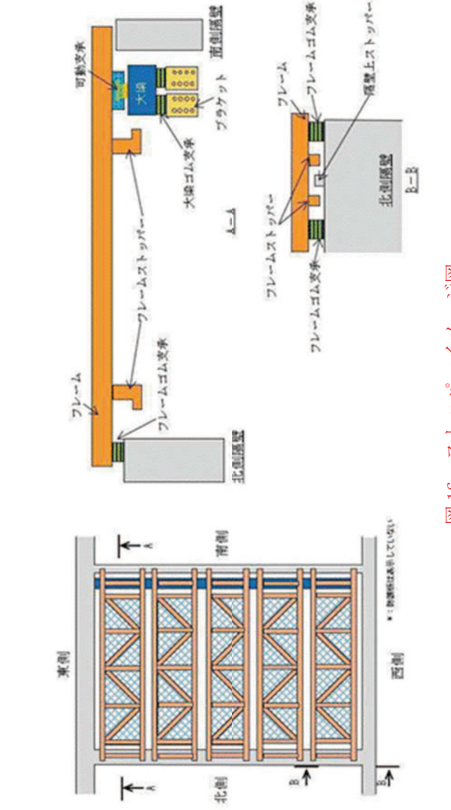 東側
西側
南側
北側
A
A
B
B
*：防護板は表示していない
フレーム
可動支承
大梁
南側隔壁
ブラケット
大梁ゴム支承
フレームストッパー
フレームゴム支承
北側隔壁
A-A
フレーム
フレームゴム支承
隔壁上ストッパー
フレームストッパー
フレームゴム支承
北側隔壁
B-B